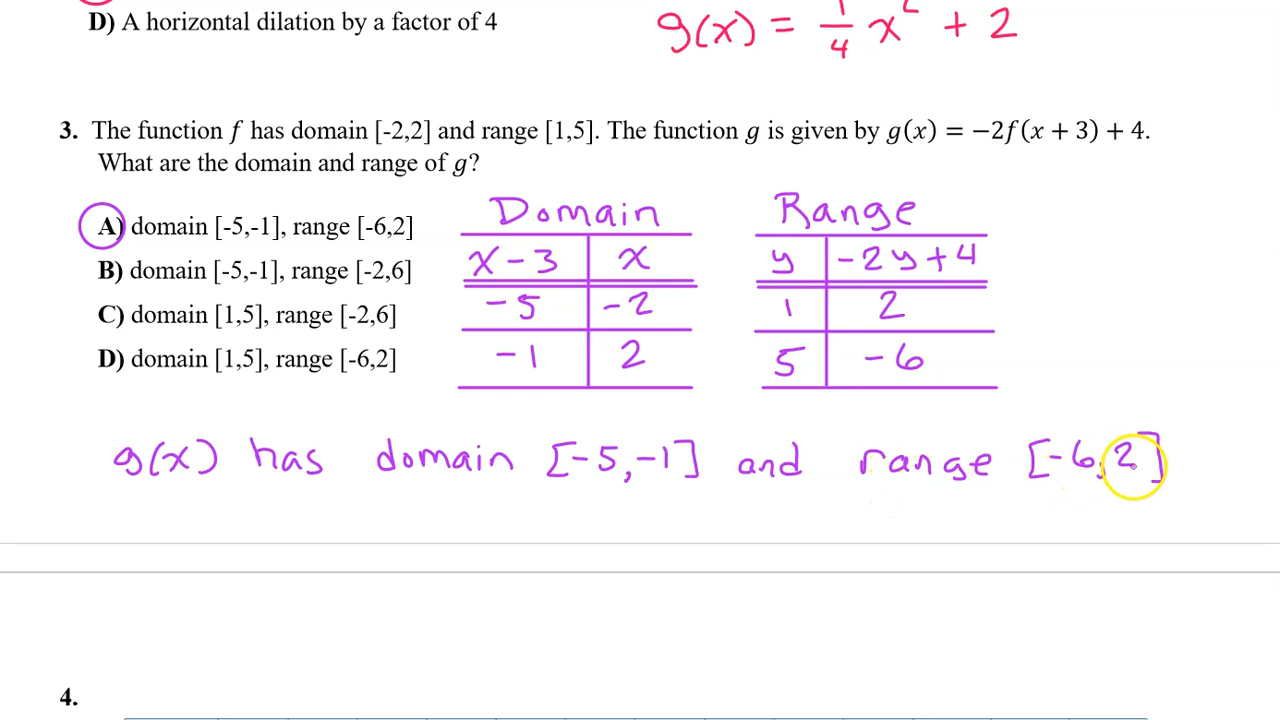 D) A horizontal dilation by a factor of 4
g(x) = 1/4 x² + 2
3. The function f has domain [-2,2] and range [1,5]. The function g is given by g(x) = −2f(x + 3) + 4.
What are the domain and range of g?
A) domain [-5,-1], range [-6,2]
B) domain [-5,-1], range [-2,6]
C) domain [1,5], range [-2,6]
D) domain [1,5], range [-6,2]
Domain
x - 3 x
-5 -2
-1 2
Range
y -2y+4
1 2
5 -6
g(x) has domain [-5,-1] and range [-6,2]
4.